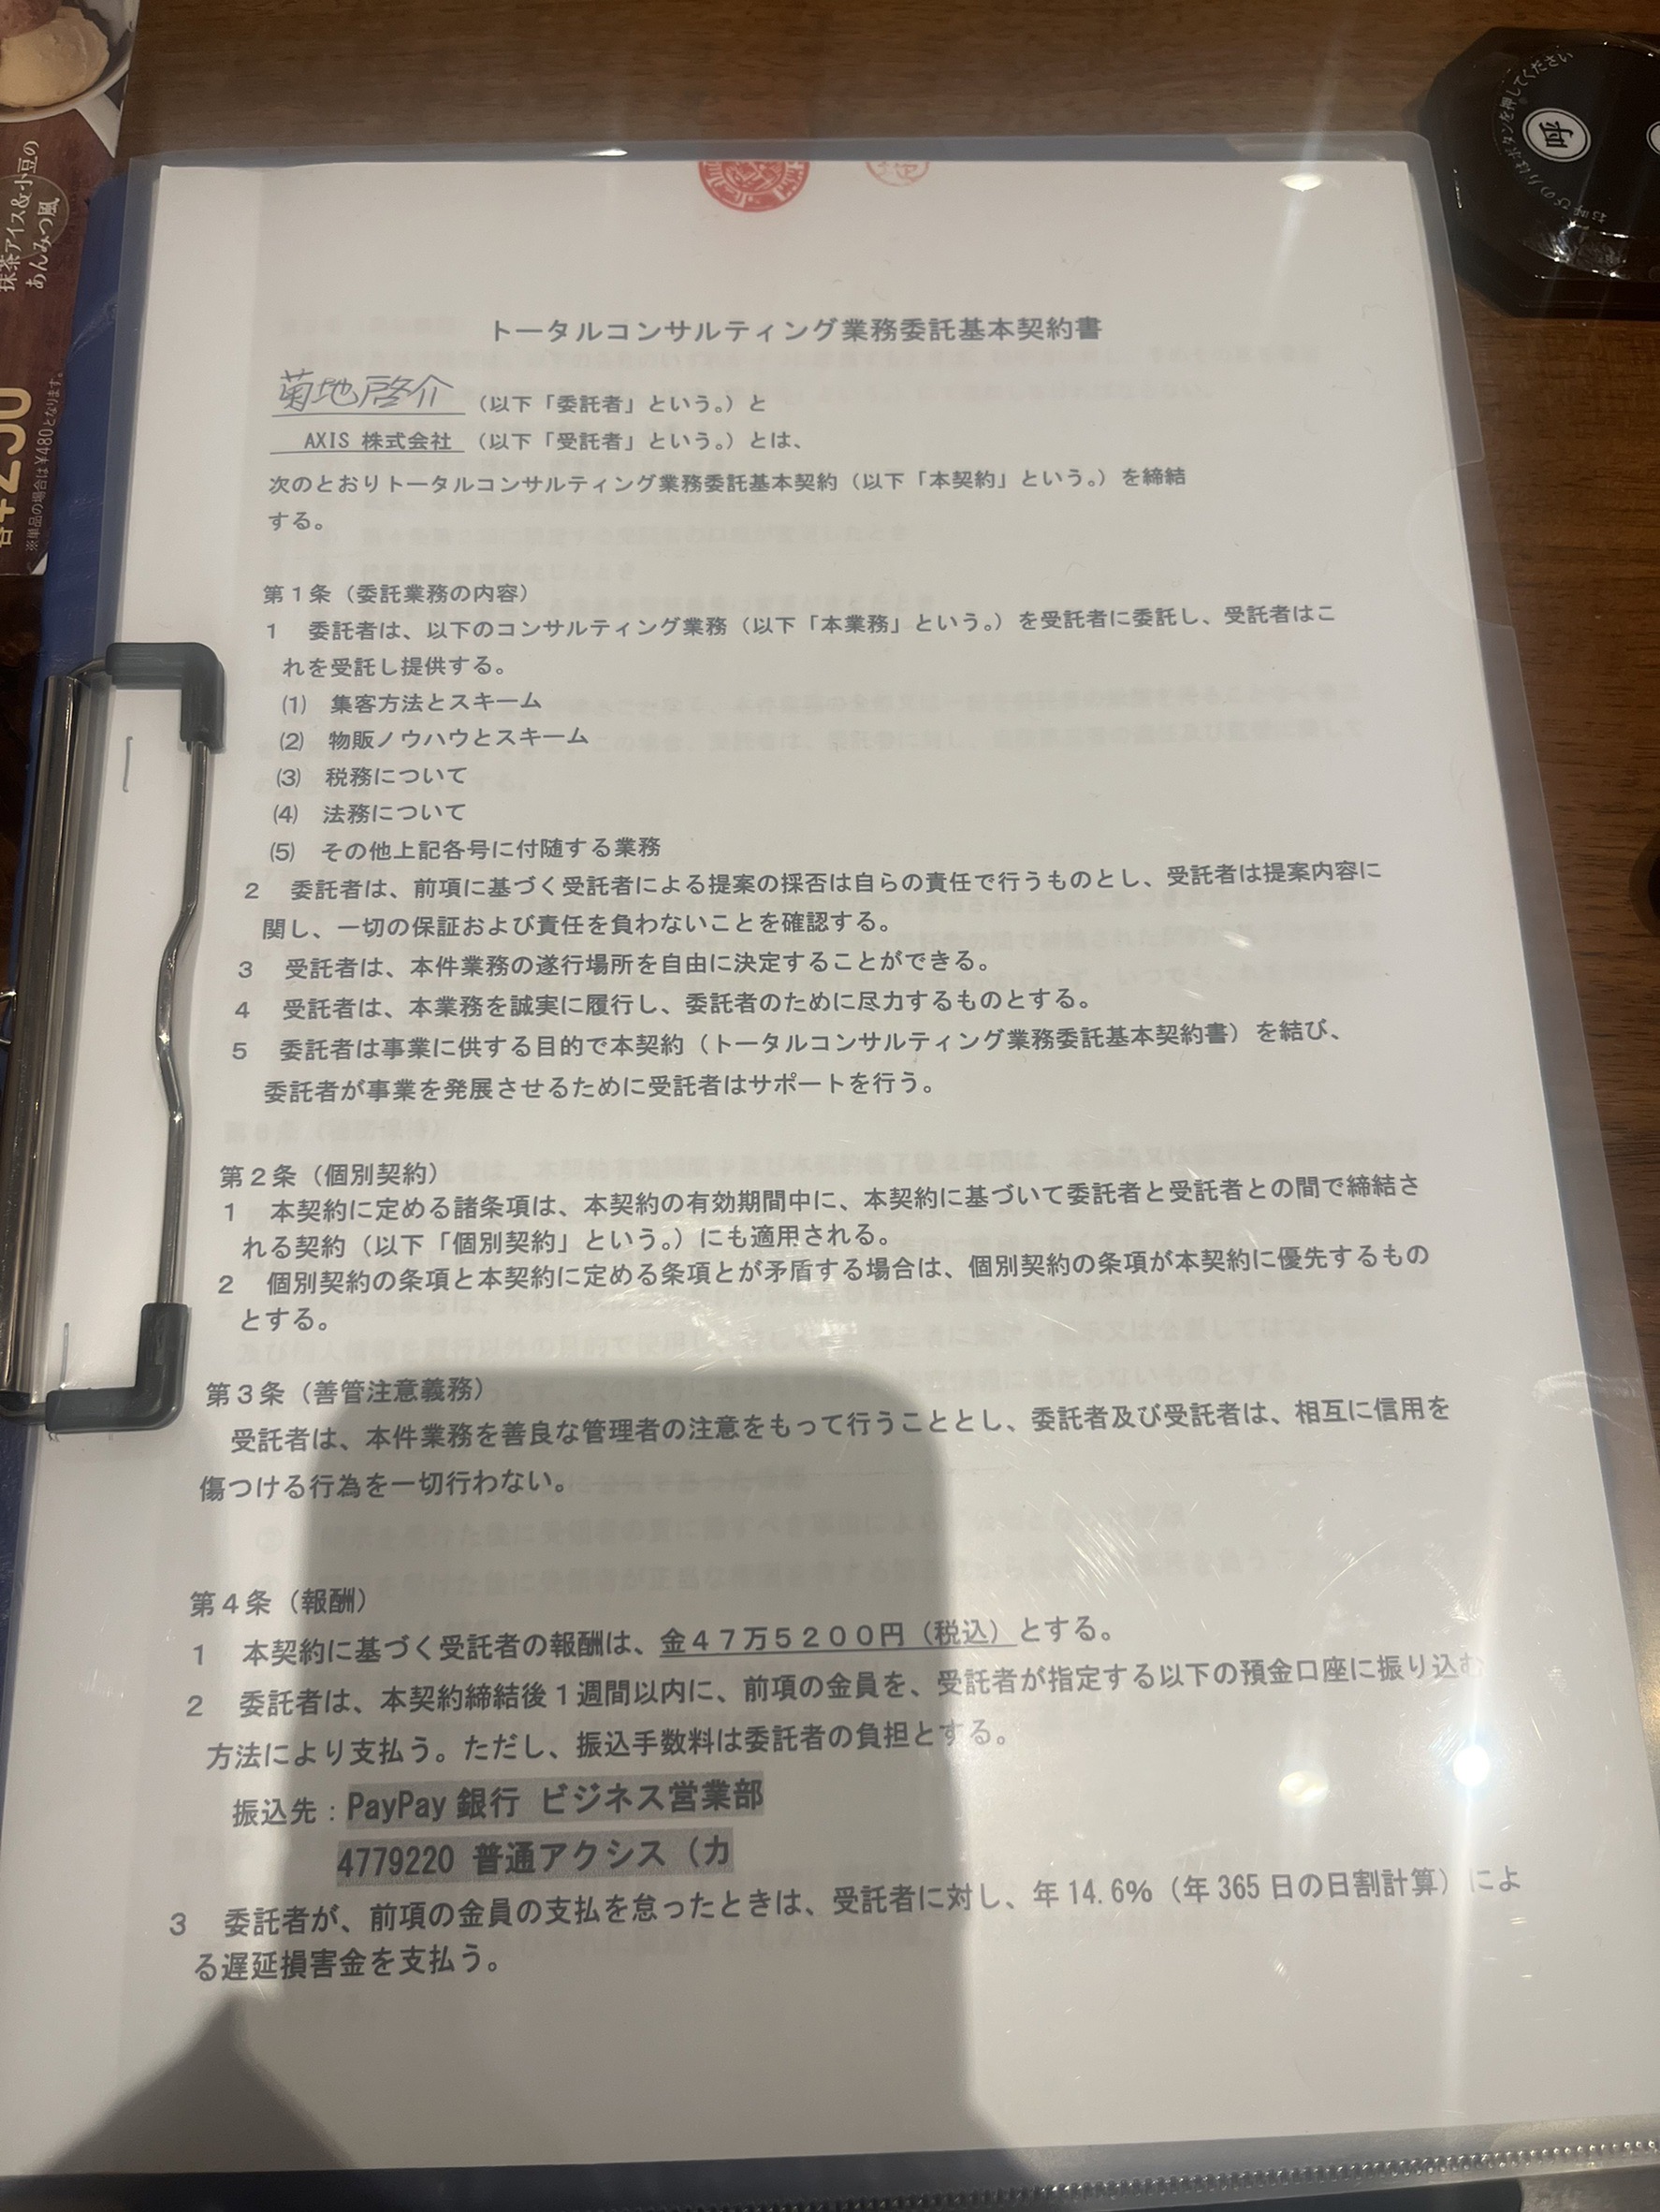 トータルコンサルティング業務委託基本契約書
菊地啓介（以下「委託者」という。）と
AXIS 株式会社（以下「受託者」という。）とは、
次のとおりトータルコンサルティング業務委託基本契約（以下「本契約」という。）を締結
する。
第１条（委託業務の内容）
１　委託者は、以下のコンサルティング業務（以下「本業務」という。）を受託者に委託し、受託者はこ
れを受託し提供する。
⑴　集客方法とスキーム
⑵　物販ノウハウとスキーム
⑶　税務について
⑷　法務について
⑸　その他上記各号に付随する業務
２　委託者は、前項に基づく受託者による提案の採否は自らの責任で行うものとし、受託者は提案内容に
関し、一切の保証および責任を負わないことを確認する。
３　受託者は、本件業務の遂行場所を自由に決定することができる。
４　受託者は、本業務を誠実に履行し、委託者のために尽力するものとする。
５　委託者は事業に供する目的で本契約（トータルコンサルティング業務委託基本契約書）を結び、
委託者が事業を発展させるために受託者はサポートを行う。
第２条（個別契約）
１　本契約に定める諸条項は、本契約の有効期間中に、本契約に基づいて委託者と受託者との間で締結さ
れる契約（以下「個別契約」という。）にも適用される。
２　個別契約の条項と本契約に定める条項とが矛盾する場合は、個別契約の条項が本契約に優先するもの
とする。
第３条（善管注意義務）
受託者は、本件業務を善良な管理者の注意をもって行うこととし、委託者及び受託者は、相互に信用を
傷つける行為を一切行わない。
第４条（報酬）
１　本契約に基づく受託者の報酬は、金４７万５２００円（税込）とする。
２　委託者は、本契約締結後１週間以内に、前項の金員を、受託者が指定する以下の預金口座に振り込む
方法により支払う。ただし、振込手数料は委託者の負担とする。
振込先：PayPay 銀行 ビジネス営業部
4779220 普通アクシス（カ
３　委託者が、前項の金員の支払を怠ったときは、受託者に対し、年 14.6%（年 365 日の日割計算）によ
る遅延損害金を支払う。
抹茶アイス&小豆の
あんみつ風
※単品の場合は¥480となります。